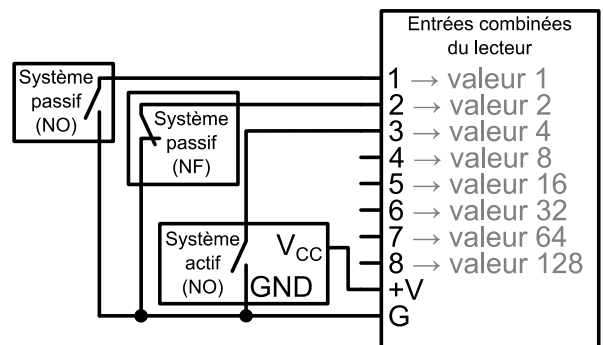 Entrées combinées
du lecteur
Système
passif
(NO)
Système
passif
(NF)
Système
actif
(NO)
VCC
GND
1 → valeur 1
2 → valeur 2
3 → valeur 4
4 → valeur 8
5 → valeur 16
6 → valeur 32
7 → valeur 64
8 → valeur 128
+V
G